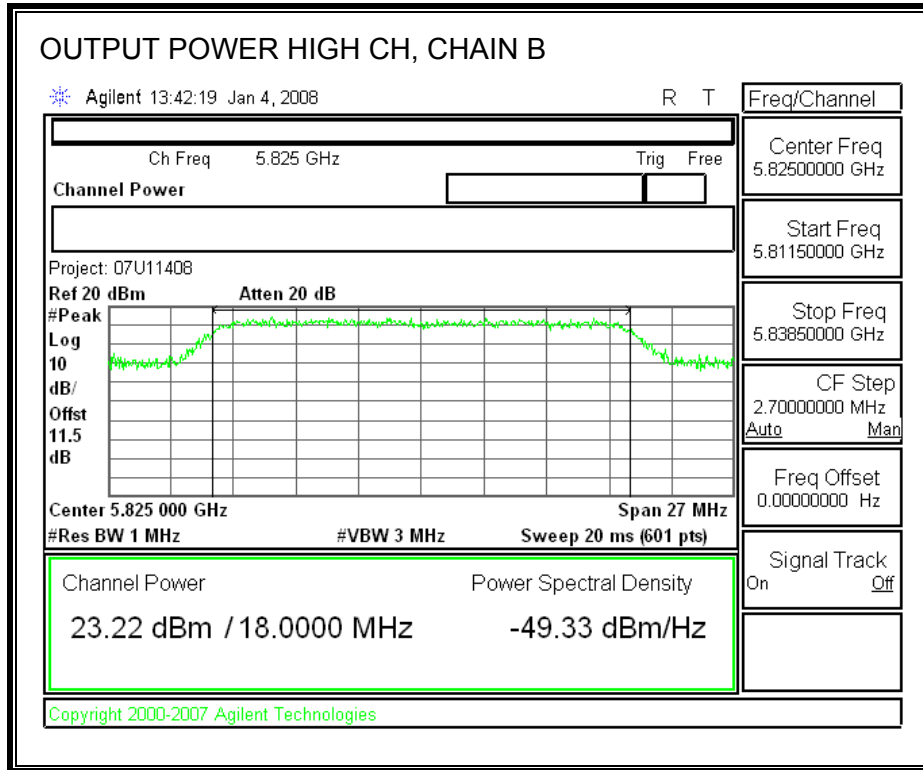 OUTPUT POWER HIGH CH, CHAIN B
Agilent 13:42:19 Jan 4, 2008 R T
Freq/Channel
Ch Freq 5.825 GHz Trig Free
Channel Power
Center Freq
5.82500000 GHz
Start Freq
5.81150000 GHz
Stop Freq
5.83850000 GHz
CF Step
2.70000000 MHz
Auto Man
Freq Offset
0.00000000 Hz
Signal Track
On Off
Project: 07U11408
Ref 20 dBm Atten 20 dB
#Peak
Log
10
dB/
Offst
11.5
dB
Center 5.825 000 GHz Span 27 MHz
#Res BW 1 MHz #VBW 3 MHz Sweep 20 ms (601 pts)
Channel Power Power Spectral Density
23.22 dBm / 18.0000 MHz -49.33 dBm/Hz
Copyright 2000-2007 Agilent Technologies